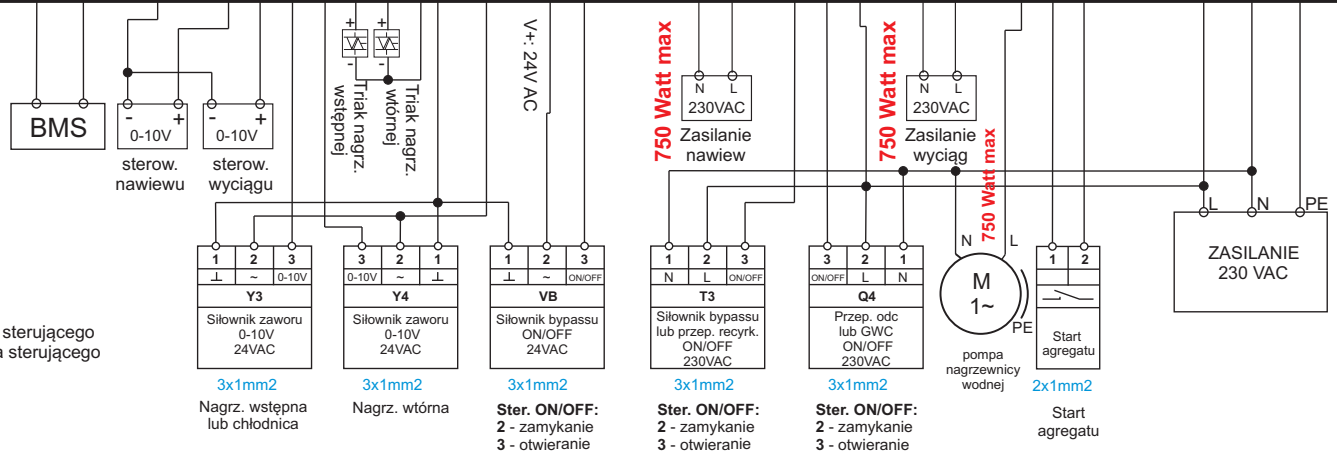 BMS
- +
0-10V
sterow.
nawiewu
- +
0-10V
sterow.
wyciągu
+
-
Triak nagrz.
wstępnej
+
-
Triak nagrz.
wtórnej
V+: 24V AC
750 Watt max
N L
230VAC
Zasilanie
nawiew
750 Watt max
N L
230VAC
Zasilanie
wyciąg
750 Watt max
L N PE
ZASILANIE
230 VAC
sterującego
a sterującego
1 2 3
⊥ ~ 0-10V
Y3
Siłownik zaworu
0-10V
24VAC
3x1mm2
Nagrz. wstępna
lub chłodnica
3 2 1
0-10V ~ ⊥
Y4
Siłownik zaworu
0-10V
24VAC
3x1mm2
Nagrz. wtórna
1 2 3
⊥ ~ ON/OFF
VB
Siłownik bypassu
ON/OFF
24VAC
3x1mm2
Ster. ON/OFF:
2 - zamykanie
3 - otwieranie
1 2 3
N L ON/OFF
T3
Siłownik bypassu
lub przep. recyrk.
ON/OFF
230VAC
3x1mm2
Ster. ON/OFF:
2 - zamykanie
3 - otwieranie
3 2 1
ON/OFF L N
Q4
Przep. odc
lub GWC
ON/OFF
230VAC
3x1mm2
Ster. ON/OFF:
2 - zamykanie
3 - otwieranie
N L
M
1~
PE
pompa
nagrzewnicy
wodnej
1 2
Start
agregatu
2x1mm2
Start
agregatu